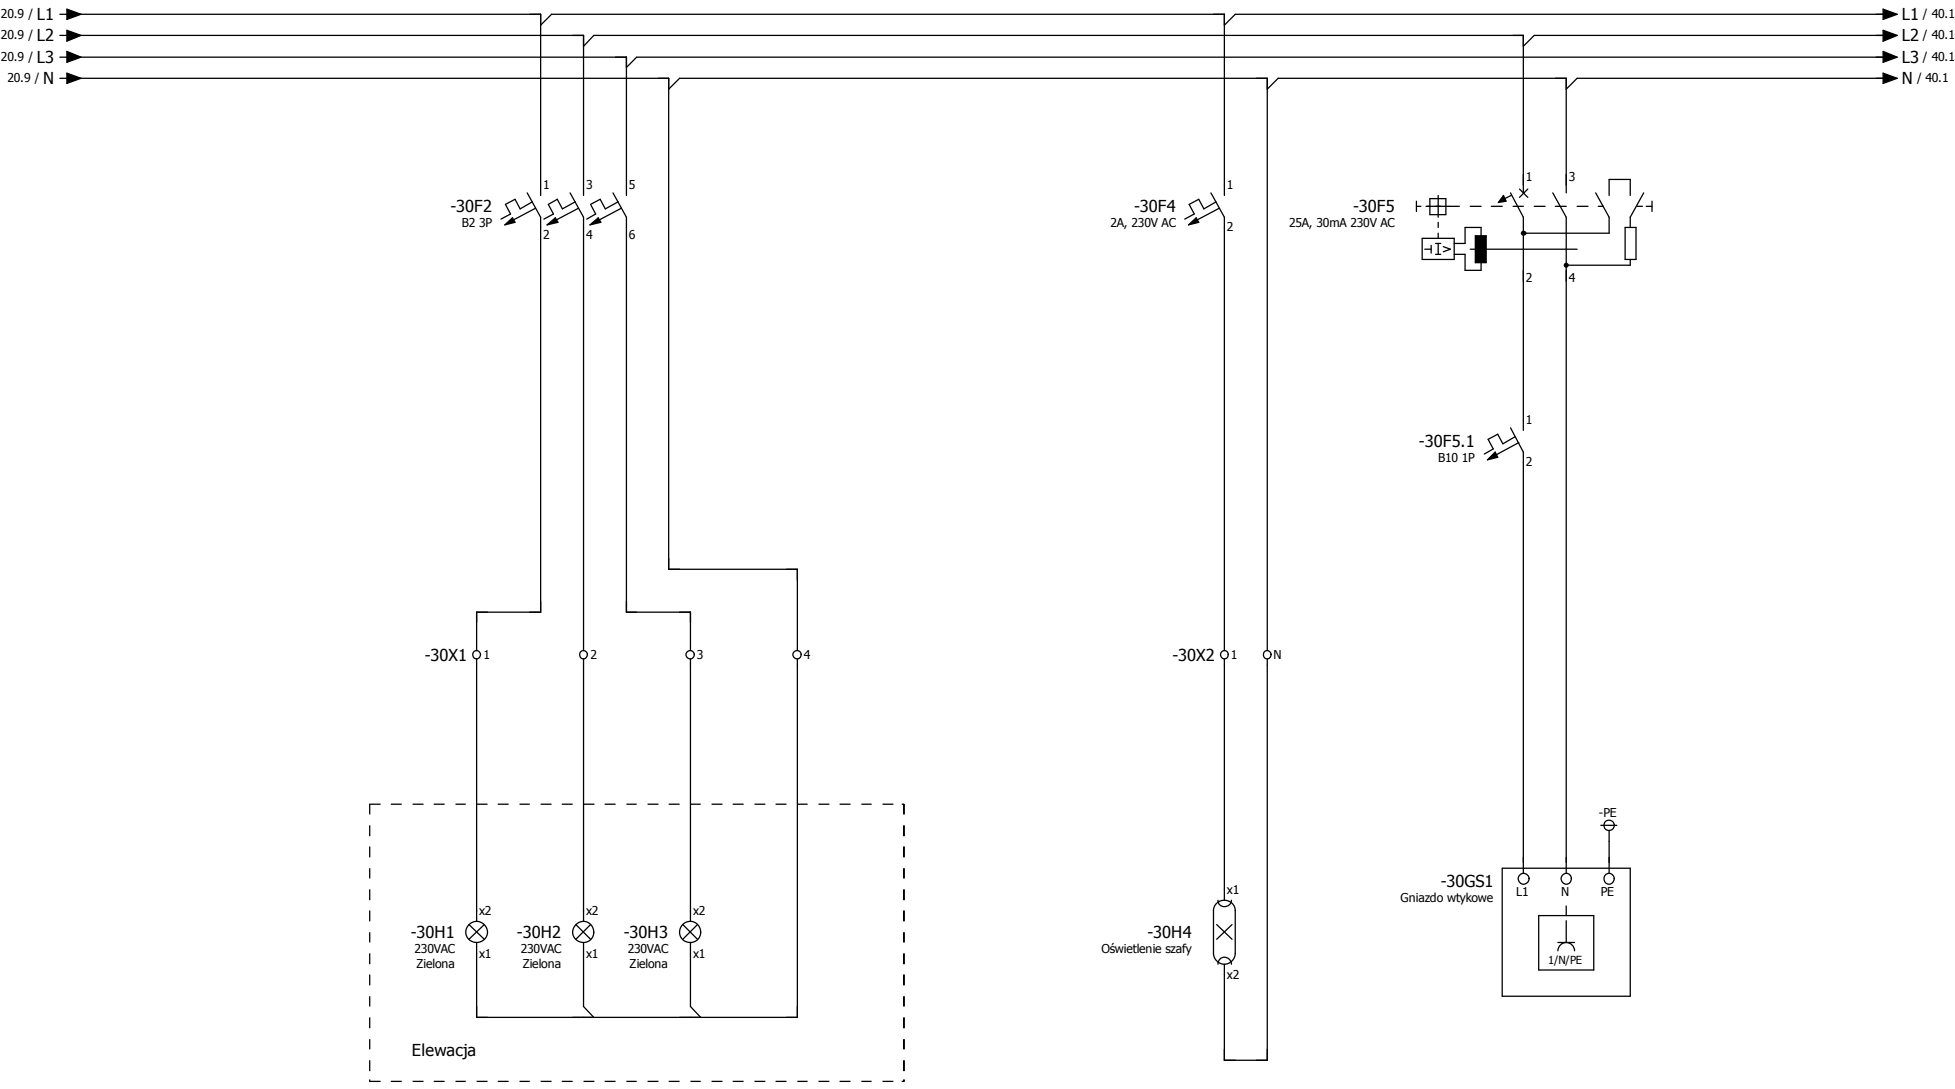 20.9 / L1
L1 / 40.1
20.9 / L2
L2 / 40.1
20.9 / L3
L3 / 40.1
20.9 / N
N / 40.1
-30F2
B2 3P
1
2
3
4
5
6
-30F4
2A, 230V AC
1
2
-30F5
25A, 30mA 230V AC
1
3
I>
2
4
-30F5.1
B10 1P
1
2
-30X1
1
2
3
4
-30X2
1
N
-30H1
230VAC
Zielona
x2
x1
-30H2
230VAC
Zielona
x2
x1
-30H3
230VAC
Zielona
x2
x1
Elewacja
-30H4
Oświetlenie szafy
x1
x2
-PE
-30GS1
Gniazdo wtykowe
L1
N
PE
1/N/PE